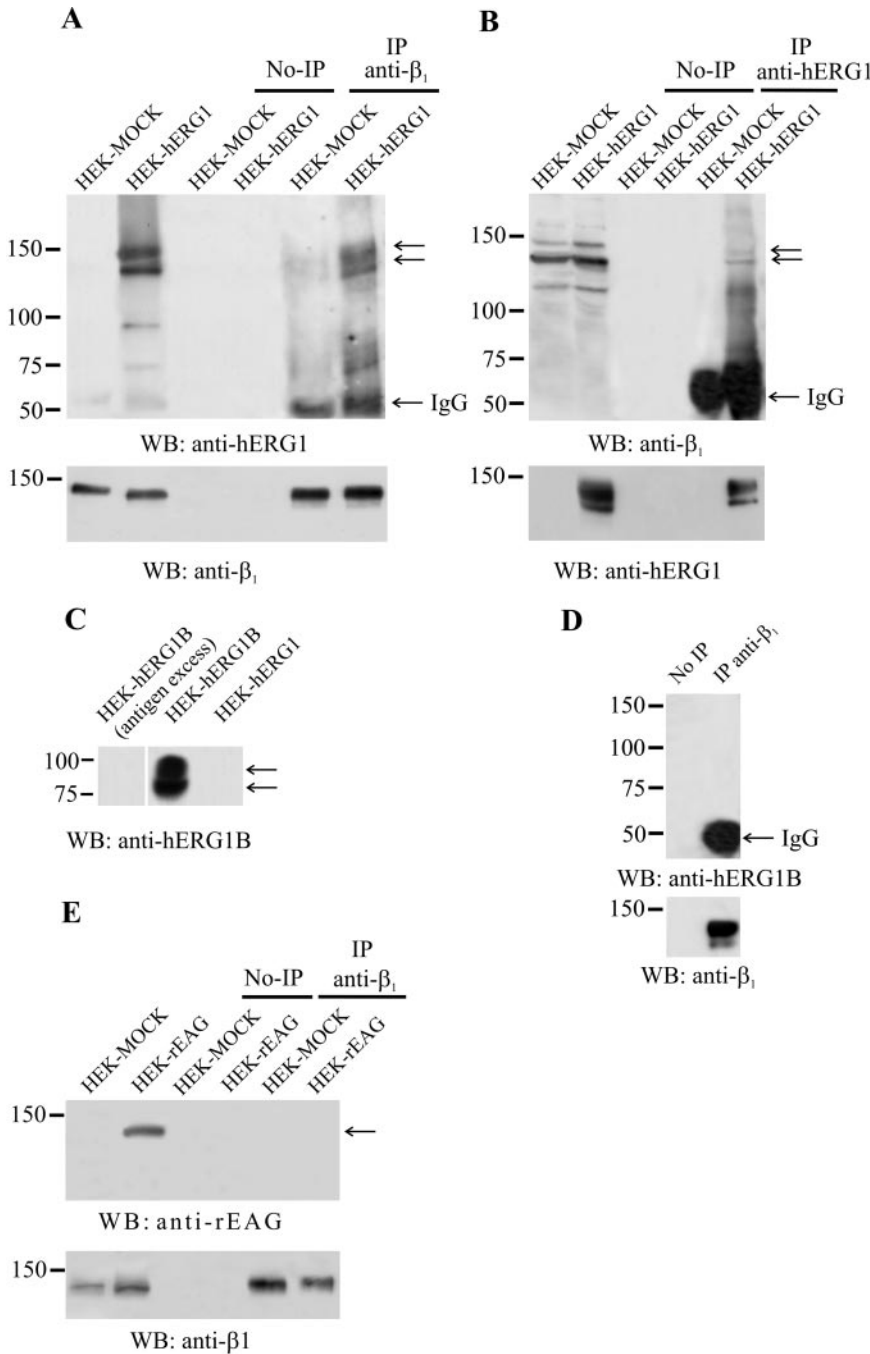 A
No-IP
IP
anti-β₁
HEK-MOCK
HEK-hERG1
HEK-MOCK
HEK-hERG1
HEK-MOCK
HEK-hERG1
150
100
75
50
IgG
WB: anti-hERG1
150
WB: anti-β₁
B
No-IP
IP
anti-hERG1
HEK-MOCK
HEK-hERG1
HEK-MOCK
HEK-hERG1
HEK-MOCK
HEK-hERG1
150
100
75
50
IgG
WB: anti-β₁
150
WB: anti-hERG1
C
HEK-hERG1B
(antigen excess)
HEK-hERG1B
HEK-hERG1
100
75
WB: anti-hERG1B
D
No IP
IP anti-β₁
150
100
75
50
IgG
WB: anti-hERG1B
150
WB: anti-β₁
E
No-IP
IP
anti-β₁
HEK-MOCK
HEK-rEAG
HEK-MOCK
HEK-rEAG
HEK-MOCK
HEK-rEAG
150
WB: anti-rEAG
150
WB: anti-β1